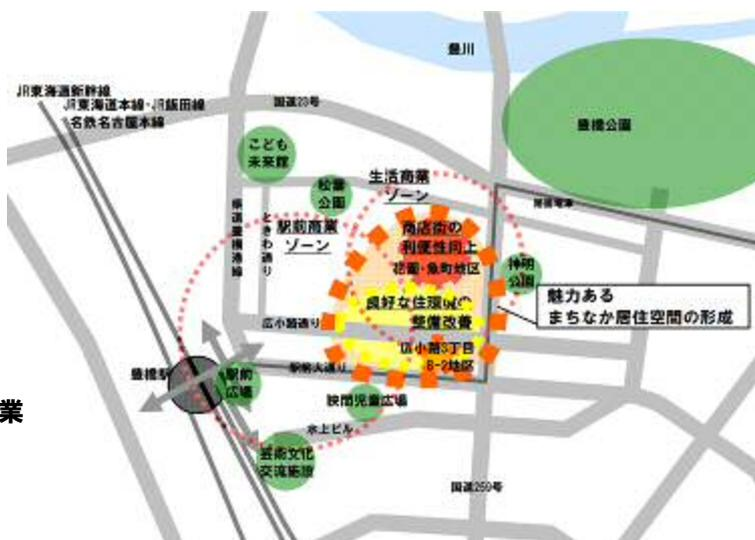 豊川
JR東海道新幹線
JR東海道本線・JR飯田線
名鉄名古屋本線
国道23号
豊橋公園
こども
未来館
松葉
公園
生活商業
ゾーン
県道豊橋港線
ときわ通り
駅前商業
ゾーン
商店街の
利便性向上
花園・魚町地区
神明
公園
良好な住環境の
整備改善
魅力ある
まちなか居住空間の形成
広小路通り
広小路3丁目
B-2地区
豊橋駅
駅前
広場
駅前大通り
狭間児童広場
水上ビル
芸術文化
交流施設
国道259号
業